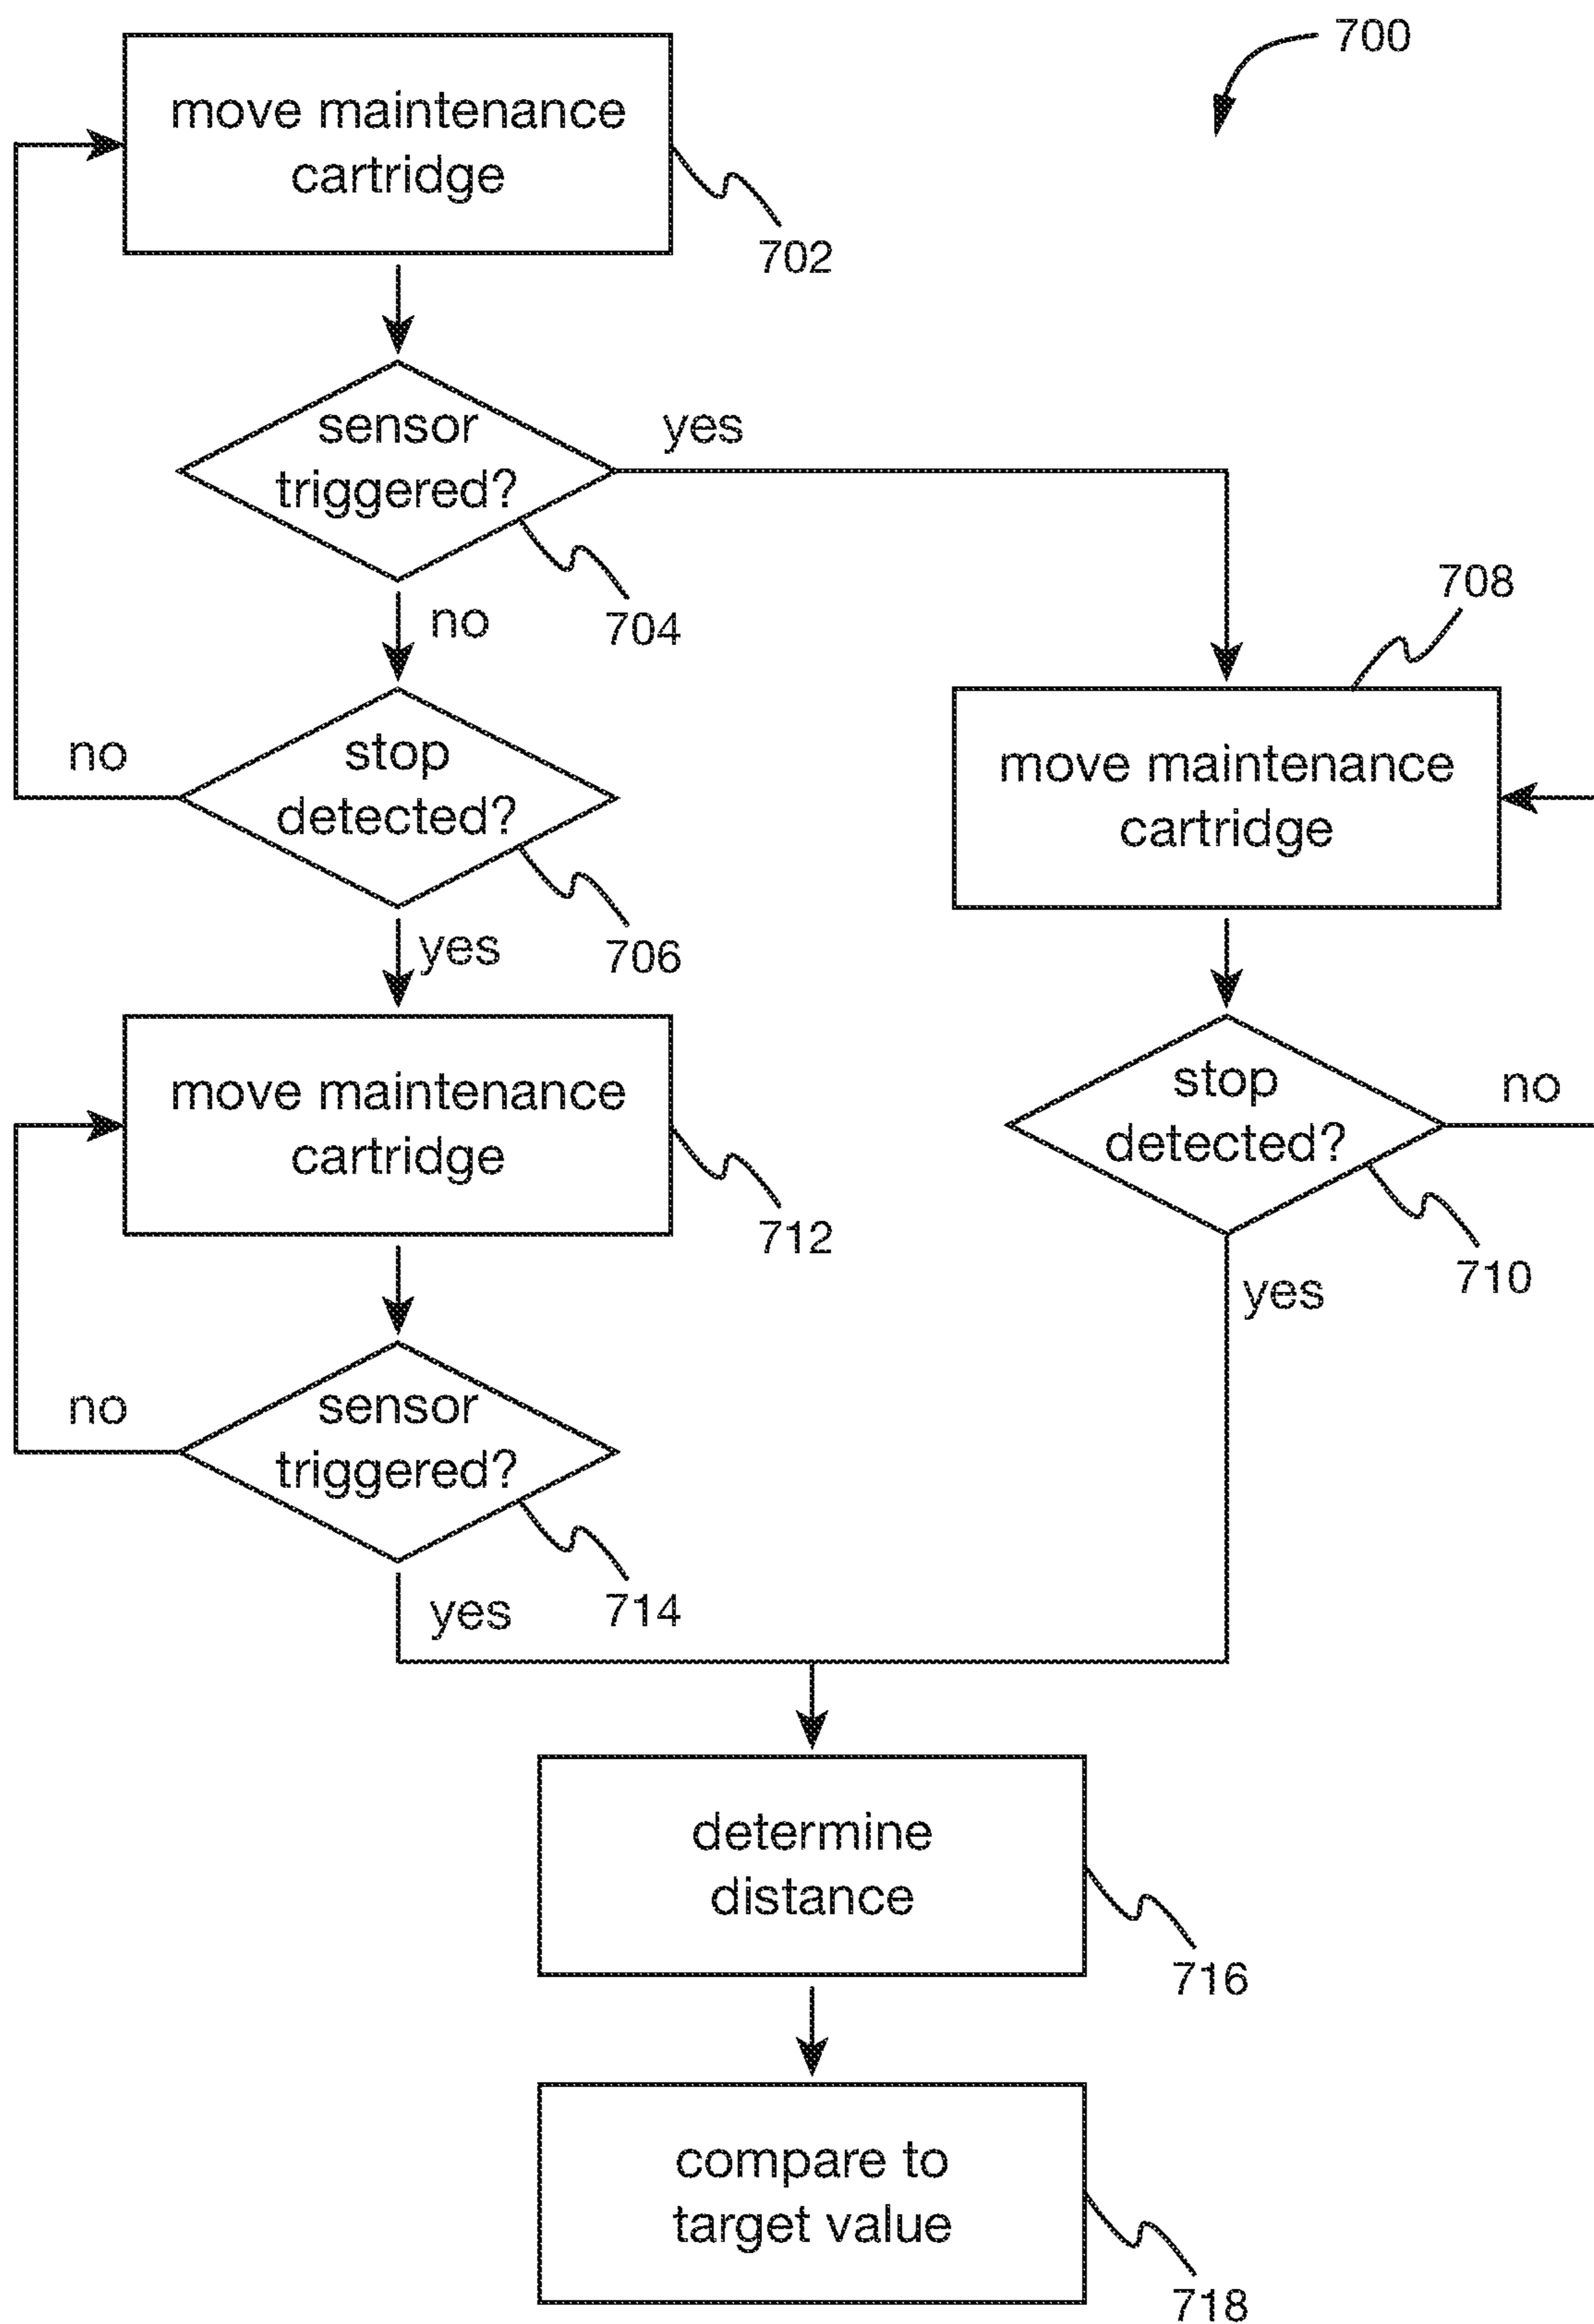 700
move maintenance
cartridge
702
sensor
triggered?
yes
704
no
708
stop
detected?
no
706
yes
move maintenance
cartridge
move maintenance
cartridge
712
stop
detected?
no
710
yes
sensor
triggered?
no
714
yes
determine
distance
716
compare to
target value
718